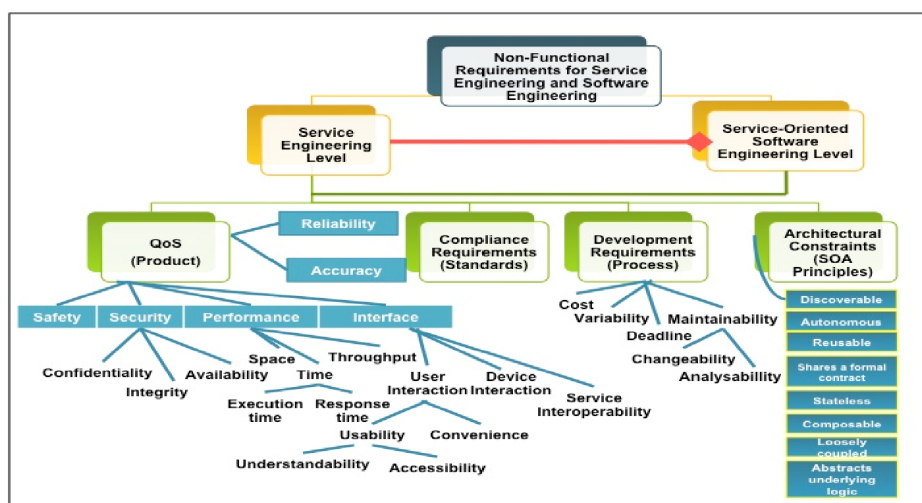 Non-Functional
Requirements for Service
Engineering and Software
Engineering
Service
Engineering
Level
Service-Oriented
Software
Engineering Level
QoS
(Product)
Reliability
Accuracy
Compliance
Requirements
(Standards)
Development
Requirements
(Process)
Architectural
Constraints
(SOA
Principles)
Safety
Security
Performance
Interface
Confidentiality
Integrity
Availability
Space
Time
Throughput
Execution
time
Response
time
User
Interaction
Device
Interaction
Service
Interoperability
Usability
Convenience
Understandability
Accessibility
Cost
Variability
Deadline
Maintainability
Changeability
Analysabillity
Discoverable
Autonomous
Reusable
Shares a formal
contract
Stateless
Composable
Loosely
coupled
Abstracts
underlying
logic